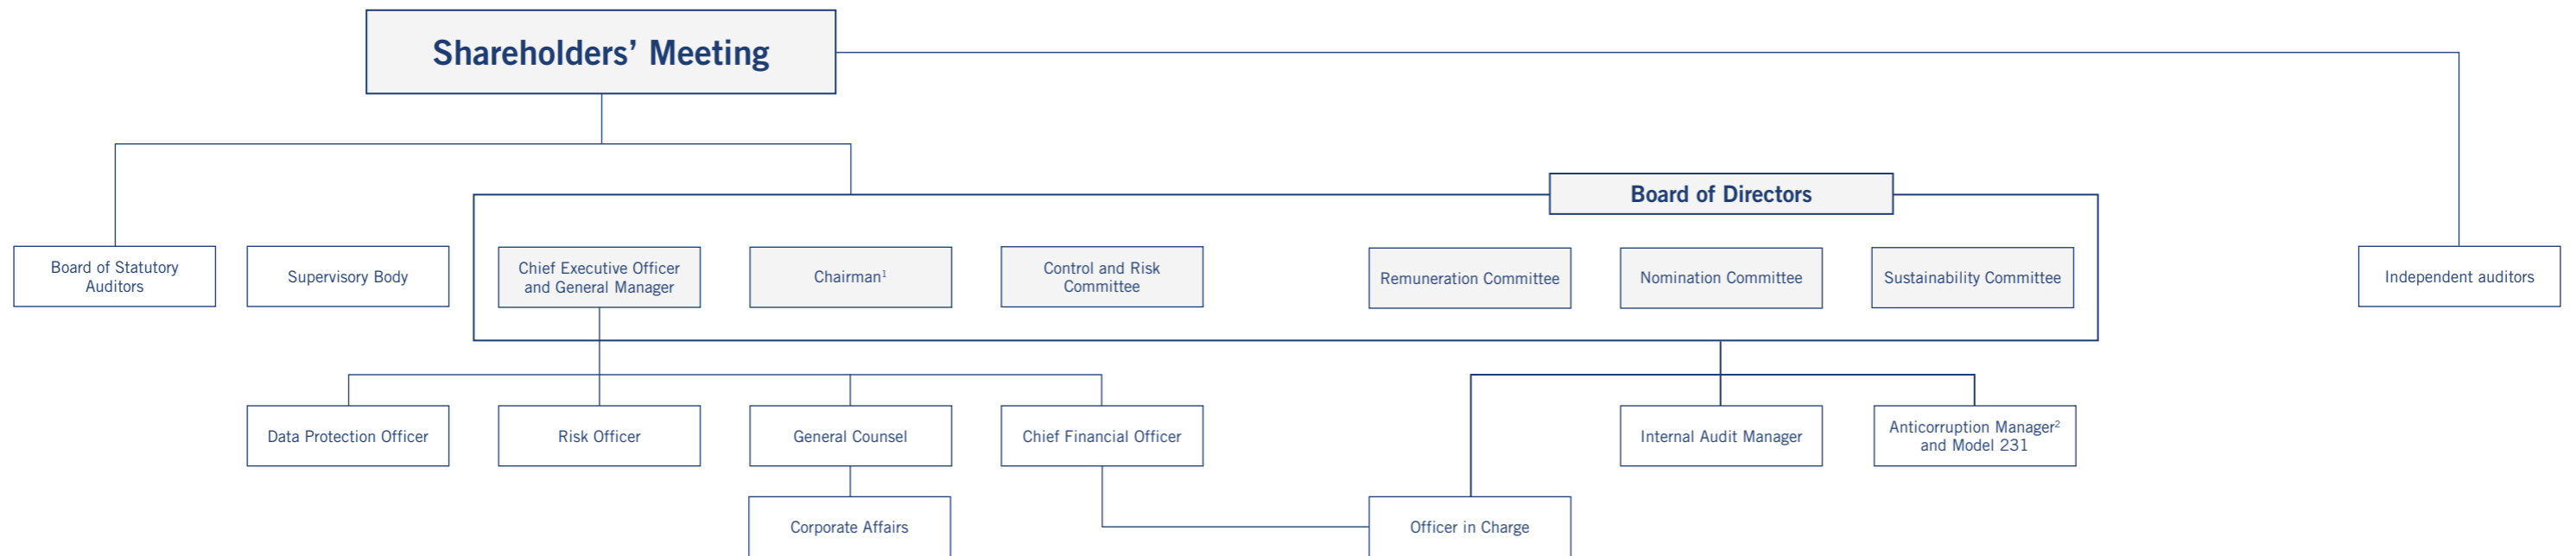 Shareholders’ Meeting
Board of Directors
Board of Statutory
Auditors
Supervisory Body
Chief Executive Officer
and General Manager
Chairman¹
Control and Risk
Committee
Remuneration Committee
Nomination Committee
Sustainability Committee
Independent auditors
Data Protection Officer
Risk Officer
General Counsel
Chief Financial Officer
Internal Audit Manager
Anticorruption Manager²
and Model 231
Corporate Affairs
Officer in Charge